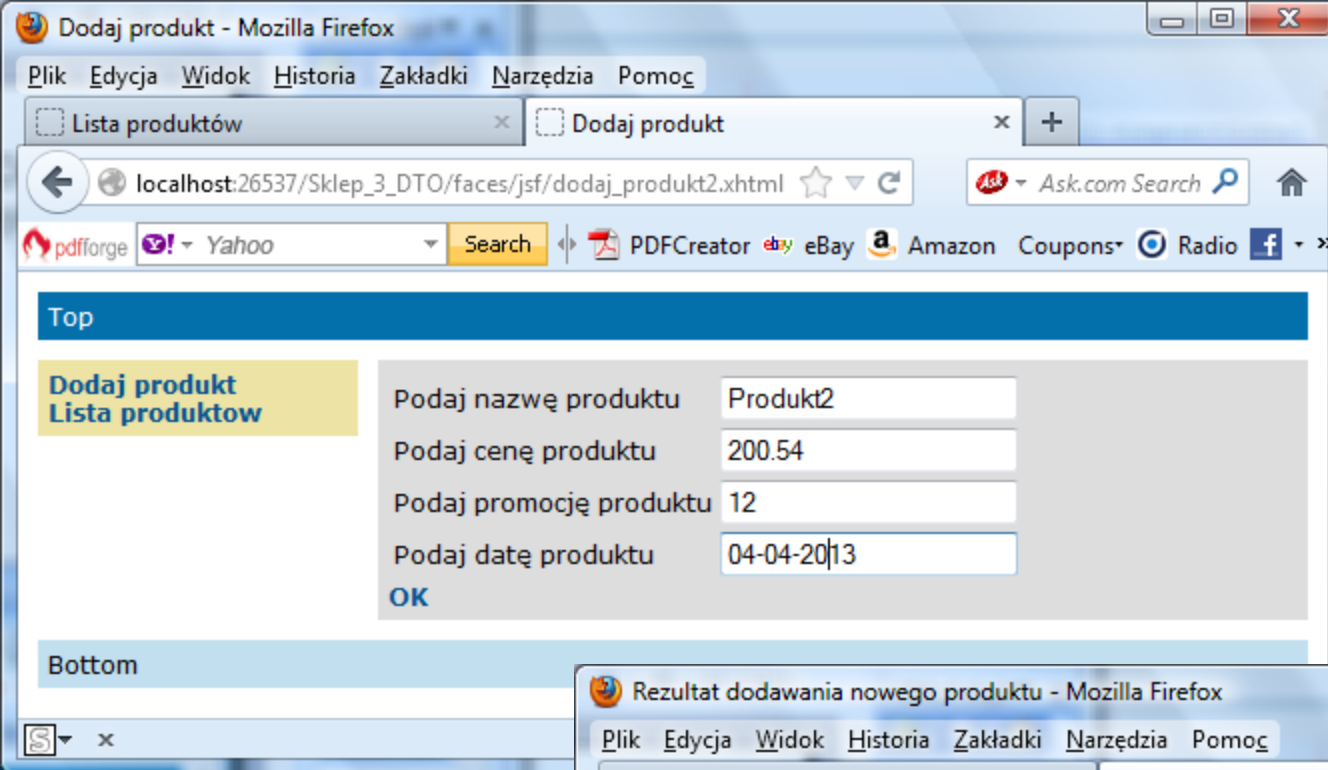 Dodaj produkt - Mozilla Firefox
Plik Edycja Widok Historia Zakładki Narzędzia Pomoc
Lista produktów × Dodaj produkt × +
localhost:26537/Sklep_3_DTO/faces/jsf/dodaj_produkt2.xhtml Ask Ask.com Search
pdfforge Y! Yahoo Search PDFCreator ebay eBay a Amazon Coupons Radio f »
Top
Dodaj produkt
Lista produktow
Podaj nazwę produktu Produkt2
Podaj cenę produktu 200.54
Podaj promocję produktu 12
Podaj datę produktu 04-04-2013
OK
Bottom
S ×
Rezultat dodawania nowego produktu - Mozilla Firefox
Plik Edycja Widok Historia Zakładki Narzędzia Pomoc